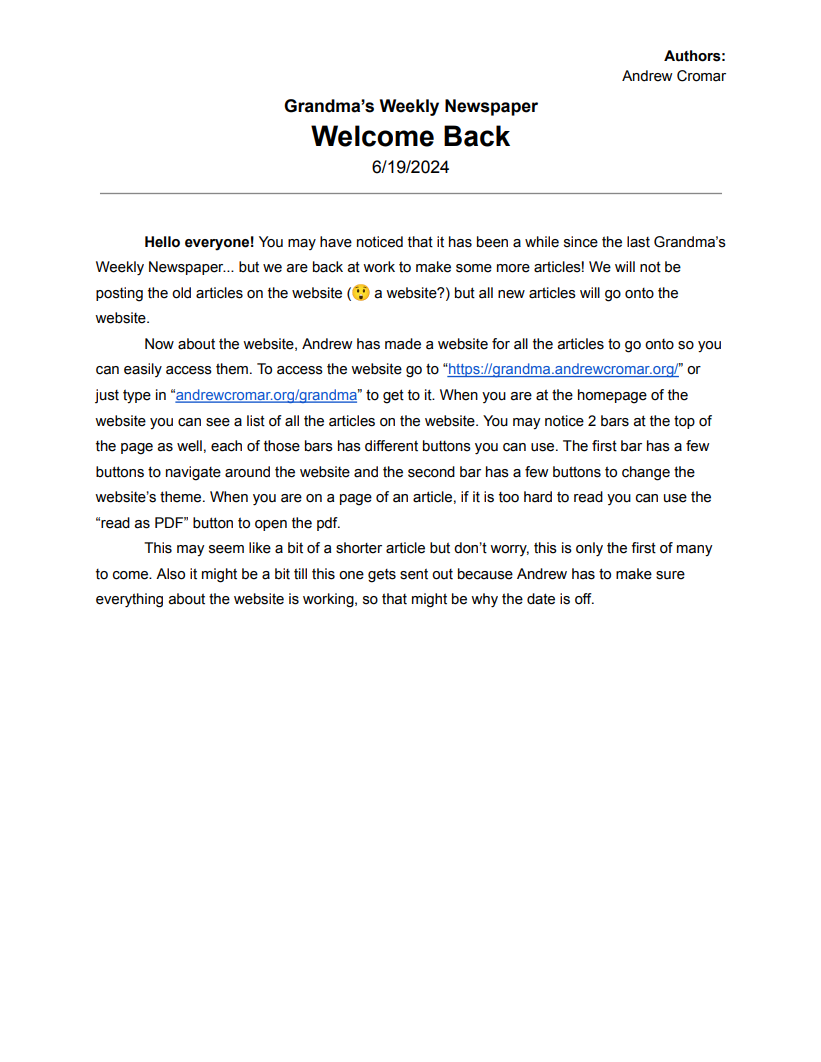 Authors:
Andrew Cromar
Grandma’s Weekly Newspaper
Welcome Back
6/19/2024
Hello everyone! You may have noticed that it has been a while since the last Grandma’s
Weekly Newspaper... but we are back at work to make some more articles! We will not be
posting the old articles on the website (😲 a website?) but all new articles will go onto the
website.
Now about the website, Andrew has made a website for all the articles to go onto so you
can easily access them. To access the website go to “https://grandma.andrewcromar.org/” or
just type in “andrewcromar.org/grandma” to get to it. When you are at the homepage of the
website you can see a list of all the articles on the website. You may notice 2 bars at the top of
the page as well, each of those bars has different buttons you can use. The first bar has a few
buttons to navigate around the website and the second bar has a few buttons to change the
website’s theme. When you are on a page of an article, if it is too hard to read you can use the
“read as PDF” button to open the pdf.
This may seem like a bit of a shorter article but don’t worry, this is only the first of many
to come. Also it might be a bit till this one gets sent out because Andrew has to make sure
everything about the website is working, so that might be why the date is off.